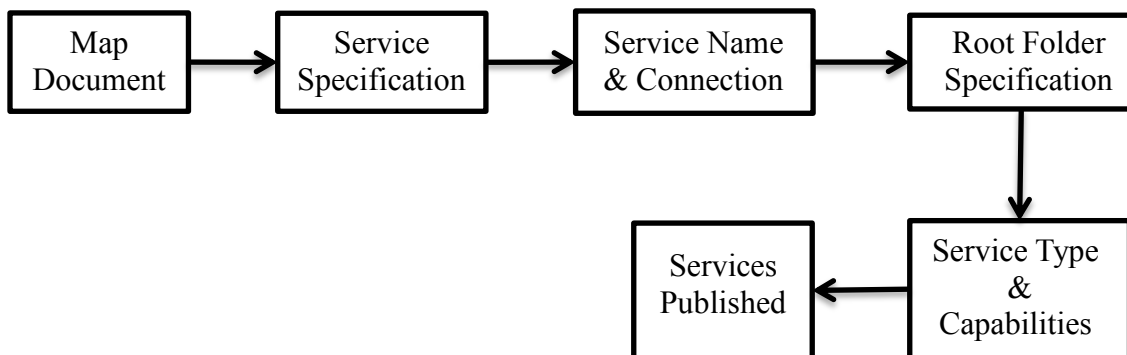 Map
Document
Service
Specification
Service Name
& Connection
Root Folder
Specification
Service Type
&
Capabilities
Services
Published